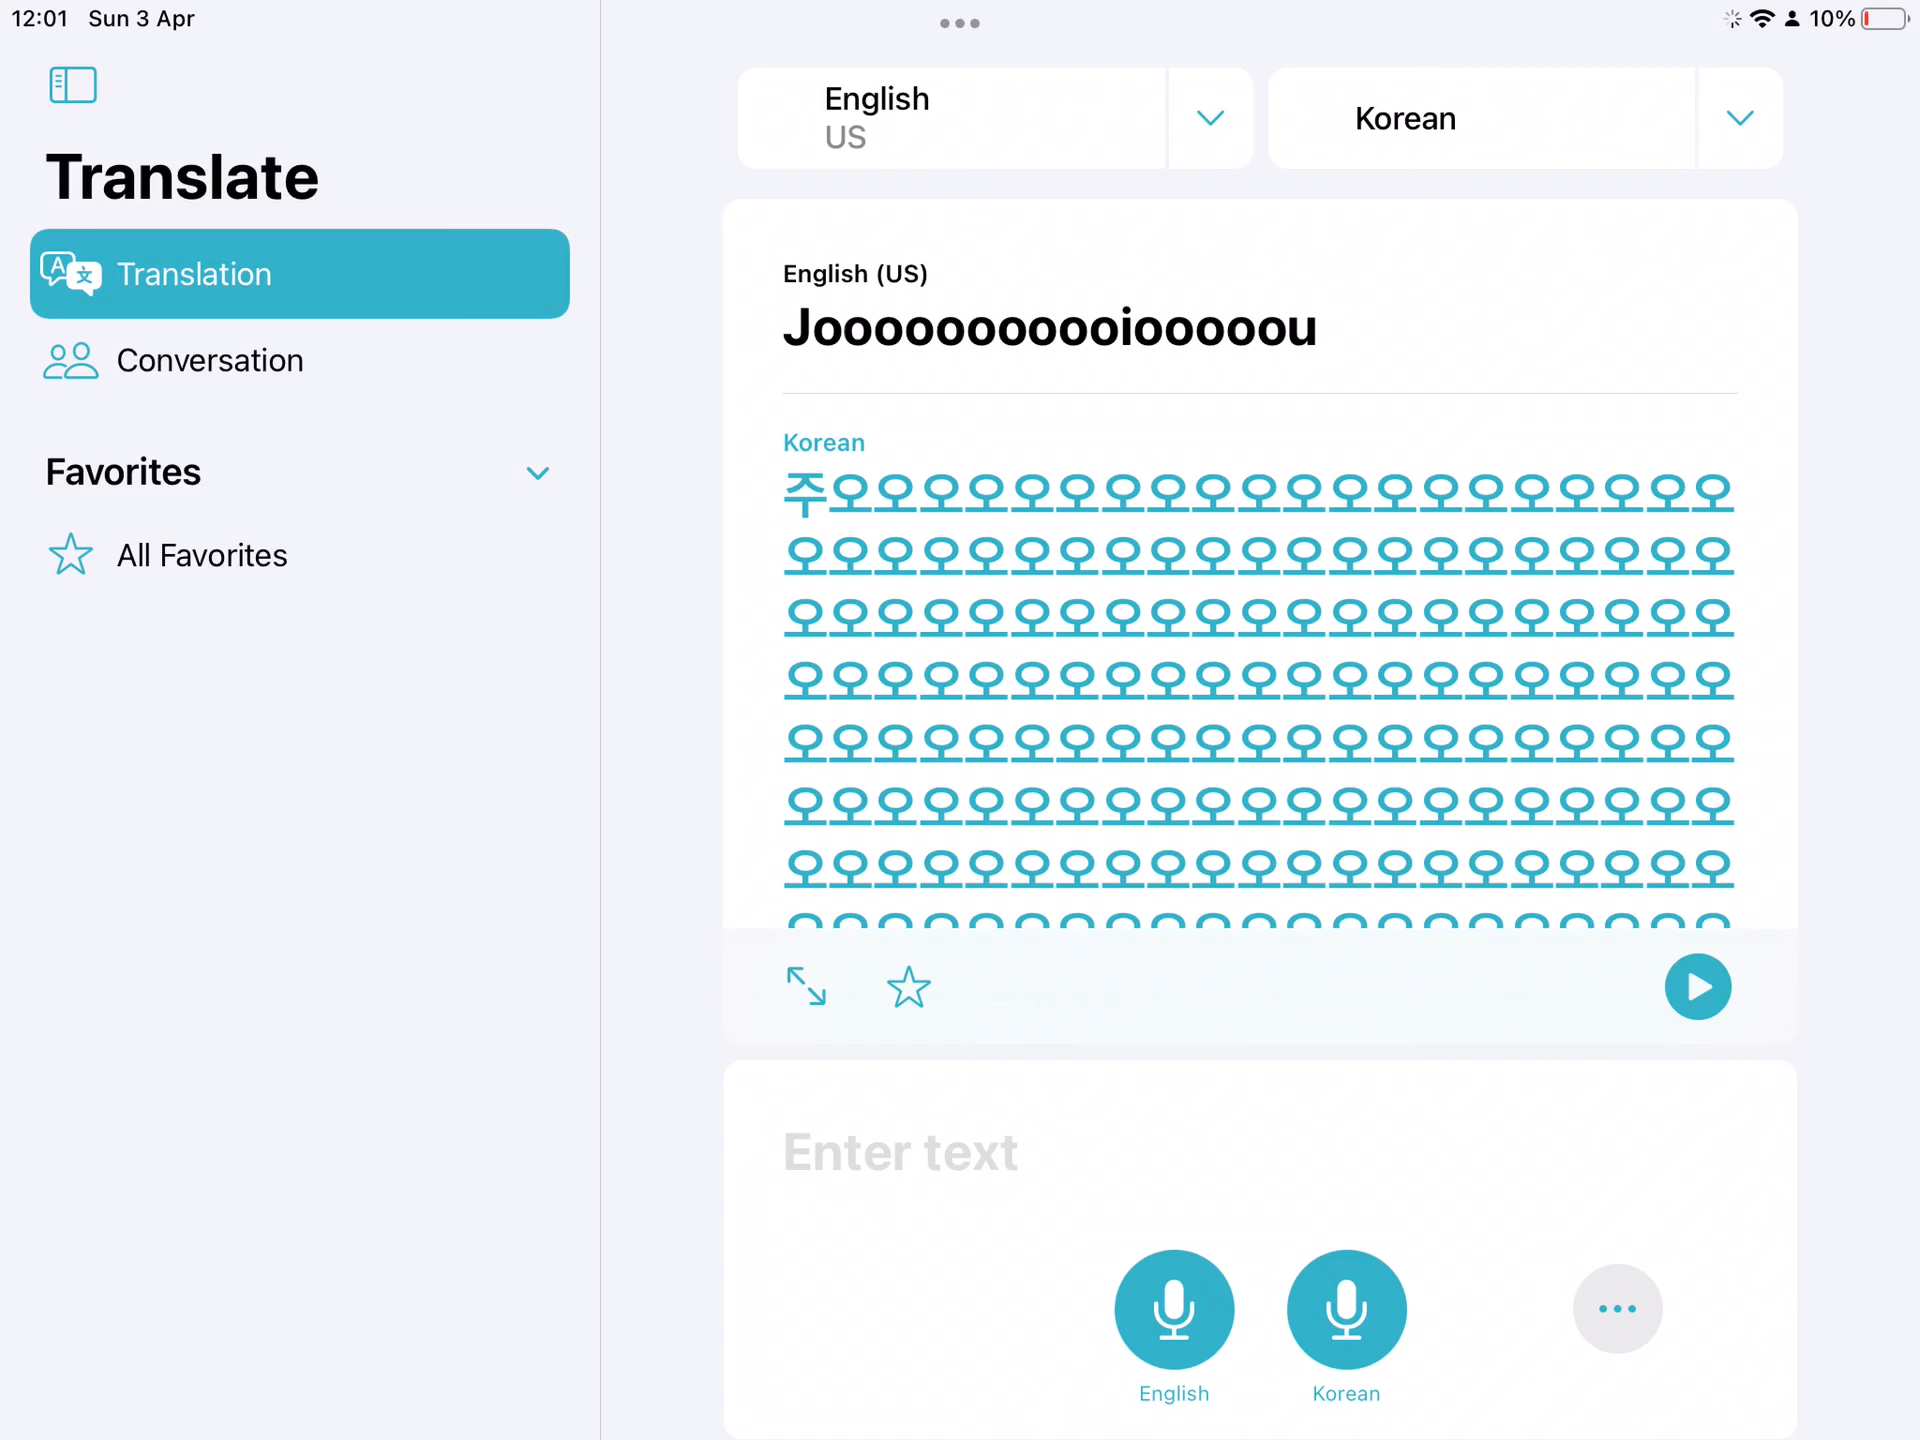 12:01 Sun 3 Apr
10%
Translate
Translation
Conversation
Favorites
All Favorites
English
US
Korean
English (US)
Jooooooooooiooooou
Korean
주오오오오오오오오오오오오오오오오오오오오
오오오오오오오오오오오오오오오오오오오오오
오오오오오오오오오오오오오오오오오오오오오
오오오오오오오오오오오오오오오오오오오오오
오오오오오오오오오오오오오오오오오오오오오
오오오오오오오오오오오오오오오오오오오오오
오오오오오오오오오오오오오오오오오오오오오
Enter text
English
Korean